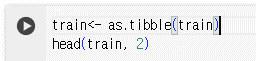 train<- as.tibble(train)
head(train, 2)